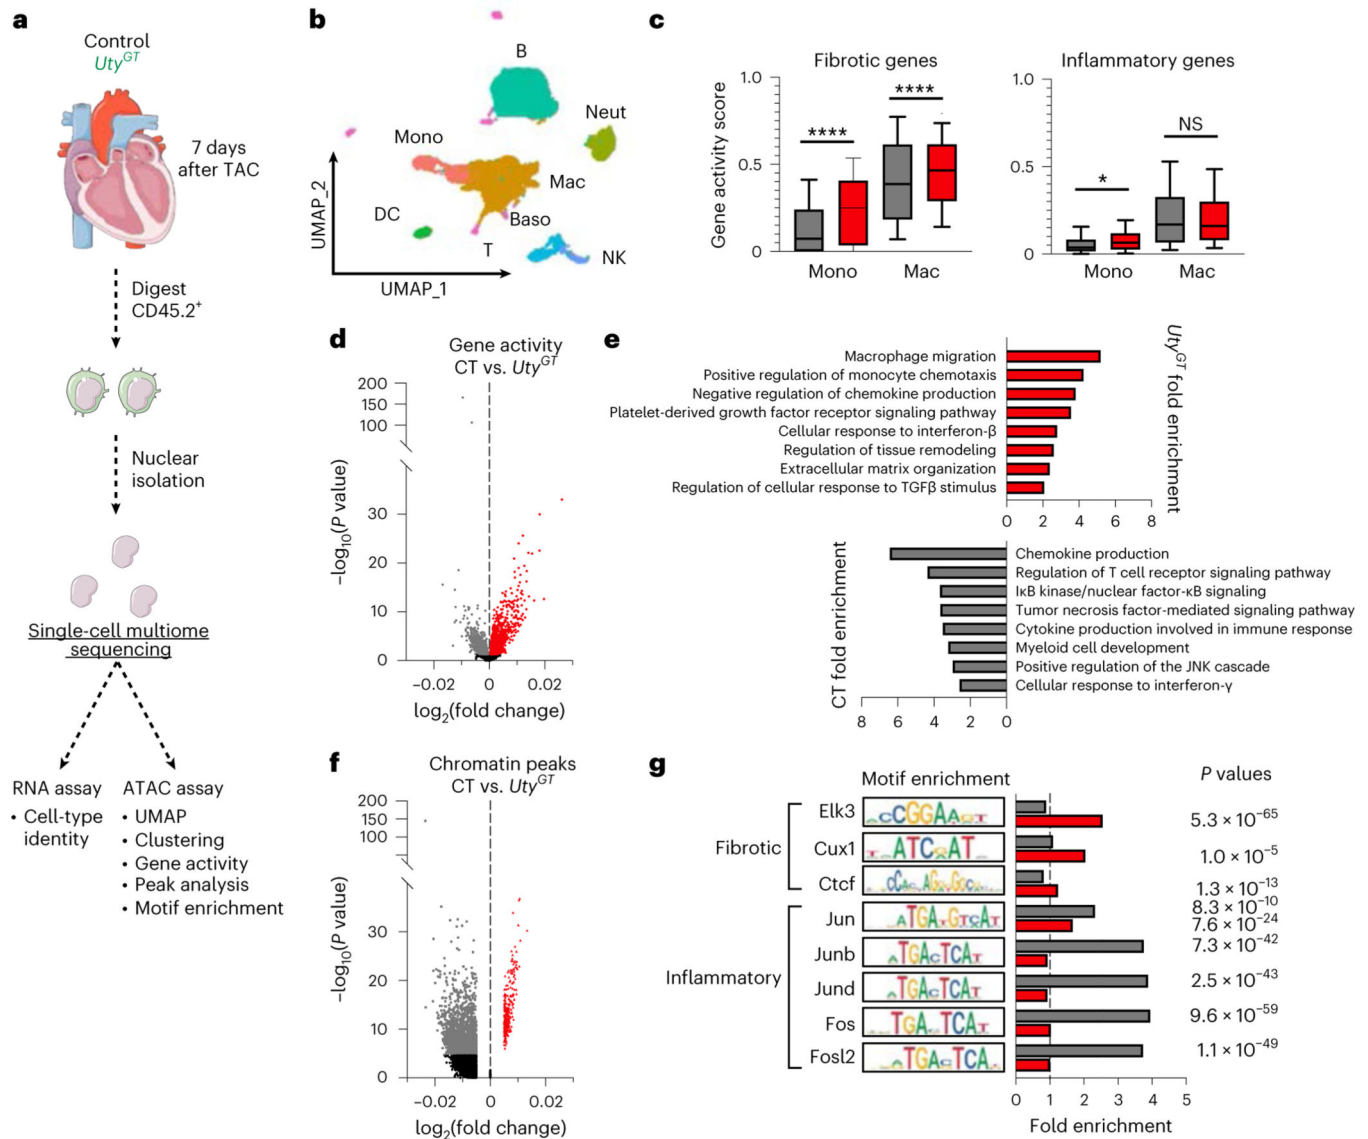 a
Control
Uty^GT
7 days
after TAC
Digest
CD45.2⁺
Nuclear
isolation
Single-cell multiome
sequencing
RNA assay
• Cell-type
identity
ATAC assay
• UMAP
• Clustering
• Gene activity
• Peak analysis
• Motif enrichment
b
B
Neut
Mono
Mac
DC
Baso
T
NK
UMAP_2
UMAP_1
c
Fibrotic genes
Inflammatory genes
Gene activity score
1.0
0.5
0
****
****
Mono
Mac
1.0
0.5
0
*
NS
Mono
Mac
d
Gene activity
CT vs. Uty^GT
200
150
100
30
20
10
0
−log₁₀(P value)
−0.02
0
0.02
log₂(fold change)
e
Macrophage migration
Positive regulation of monocyte chemotaxis
Negative regulation of chemokine production
Platelet-derived growth factor receptor signaling pathway
Cellular response to interferon-β
Regulation of tissue remodeling
Extracellular matrix organization
Regulation of cellular response to TGFβ stimulus
0 2 4 6 8
Uty^GT fold enrichment
CT fold enrichment
Chemokine production
Regulation of T cell receptor signaling pathway
IκB kinase/nuclear factor-κB signaling
Tumor necrosis factor-mediated signaling pathway
Cytokine production involved in immune response
Myeloid cell development
Positive regulation of the JNK cascade
Cellular response to interferon-γ
8 6 4 2 0
f
Chromatin peaks
CT vs. Uty^GT
200
150
100
30
20
10
0
−log₁₀(P value)
−0.02
0
0.02
log₂(fold change)
g
Motif enrichment
P values
Fibrotic
Elk3
5.3 × 10⁻⁶⁵
Cux1
1.0 × 10⁻⁵
Ctcf
1.3 × 10⁻¹³
8.3 × 10⁻¹⁰
Inflammatory
Jun
7.6 × 10⁻²⁴
Junb
7.3 × 10⁻⁴²
Jund
2.5 × 10⁻⁴³
Fos
9.6 × 10⁻⁵⁹
Fosl2
1.1 × 10⁻⁴⁹
0 1 2 3 4 5
Fold enrichment